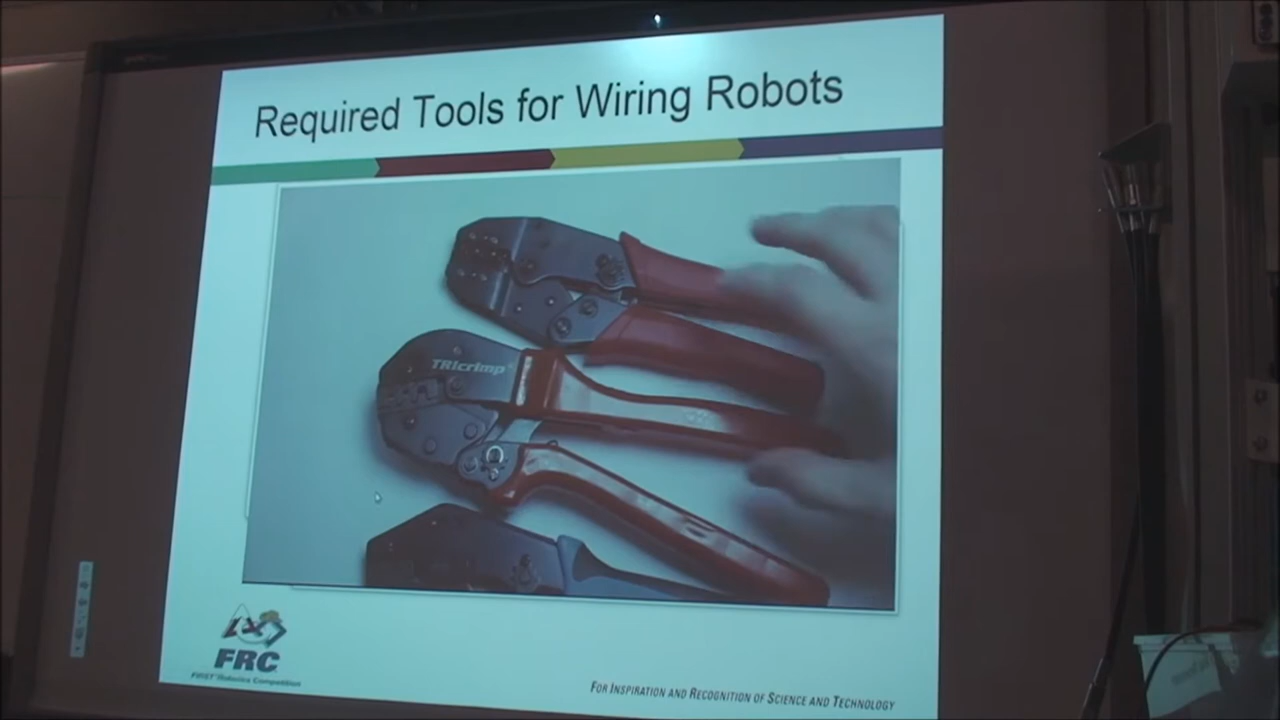 Required Tools for Wiring Robots
TRIcrimp
FRC
FIRST Robotics Competition
FOR INSPIRATION AND RECOGNITION OF SCIENCE AND TECHNOLOGY